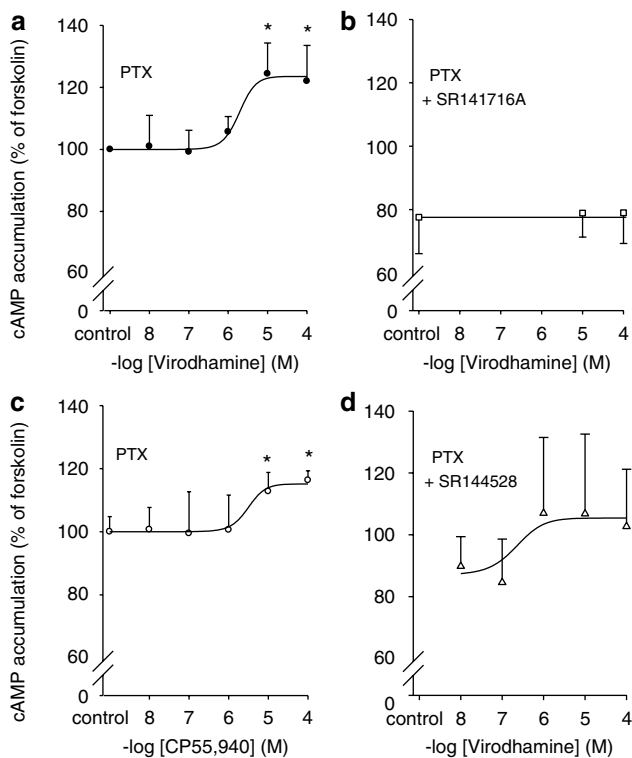 a
cAMP accumulation (% of forskolin)
140
120
100
80
60
0
PTX
* *
control 8 7 6 5 4
-log [Virodhamine] (M)
b
140
120
100
80
60
0
PTX
+ SR141716A
control 8 7 6 5 4
-log [Virodhamine] (M)
c
cAMP accumulation (% of forskolin)
140
120
100
80
60
0
PTX
* *
control 8 7 6 5 4
-log [CP55,940] (M)
d
140
120
100
80
60
0
PTX
+ SR144528
control 8 7 6 5 4
-log [Virodhamine] (M)